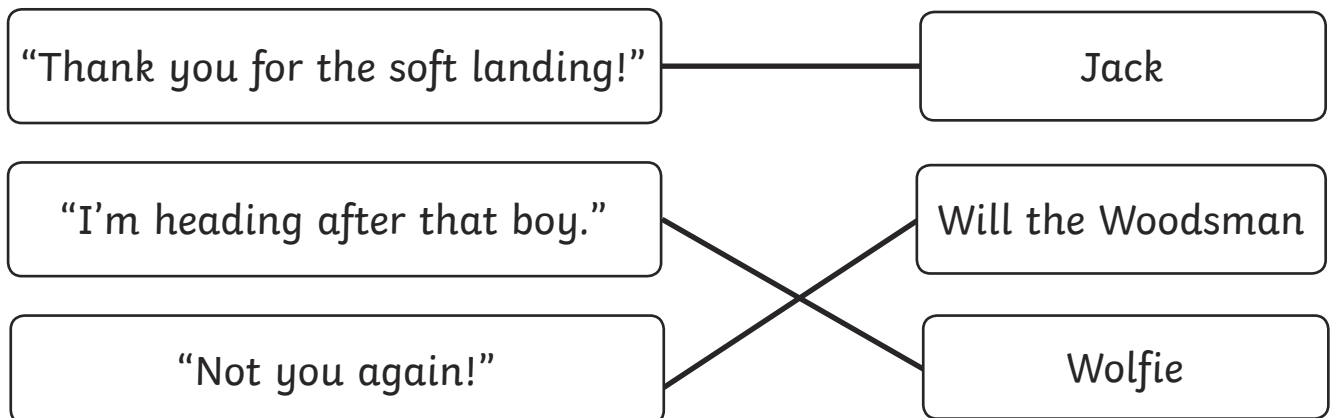 “Thank you for the soft landing!”
Jack
“I’m heading after that boy.”
Will the Woodsman
“Not you again!”
Wolfie